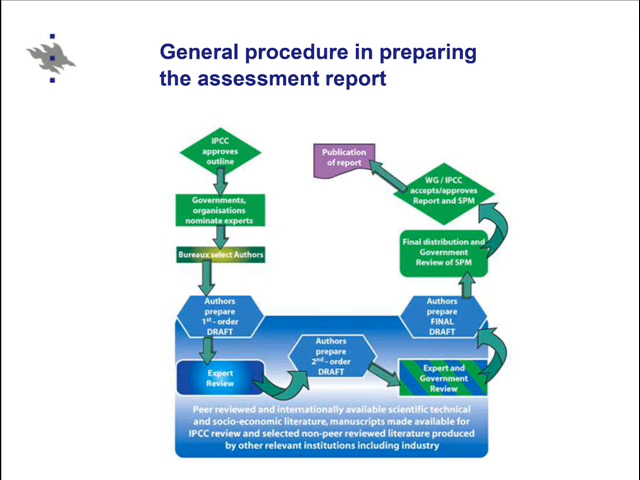 General procedure in preparing
the assessment report
IPCC
approves
outline
Governments,
organisations
nominate experts
Bureaux select Authors
Authors
prepare
1st - order
DRAFT
Expert
Review
Authors
prepare
2nd - order
DRAFT
Expert and
Government
Review
Authors
prepare
FINAL
DRAFT
Final distribution and
Government
Review of SPM
WG / IPCC
accepts/approves
Report and SPM
Publication
of report
Peer reviewed and internationally available scientific technical
and socio-economic literature, manuscripts made available for
IPCC review and selected non-peer reviewed literature produced
by other relevant institutions including industry